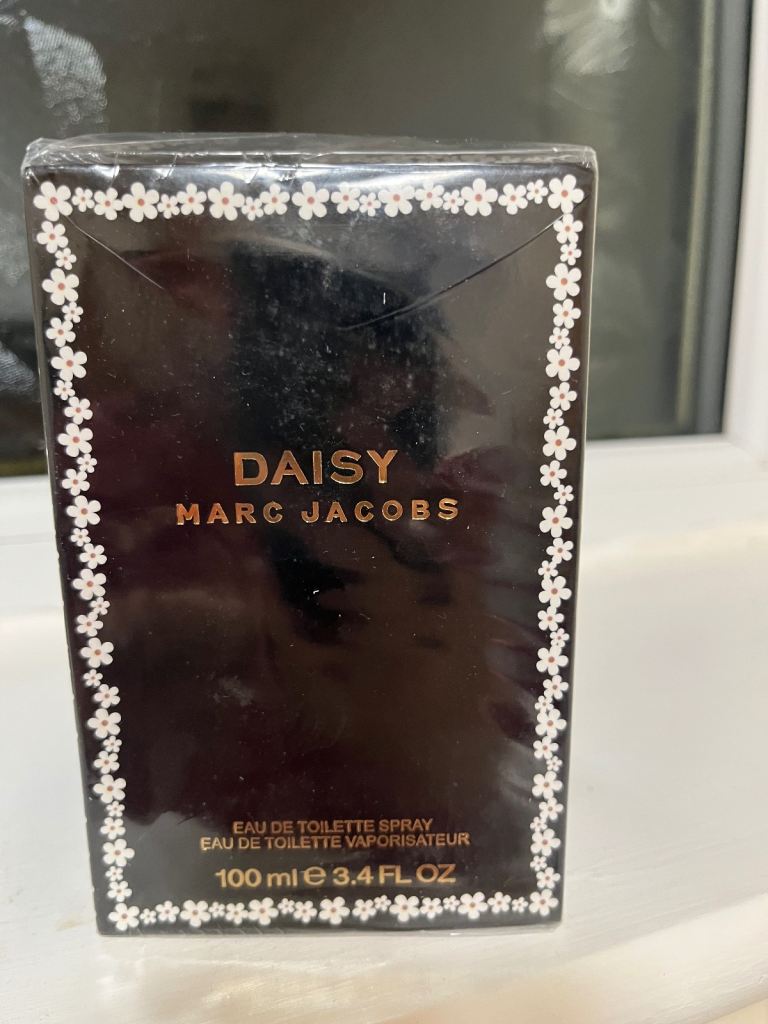 DAISY
MARC JACOBS
EAU DE TOILETTE SPRAY
EAU DE TOILETTE VAPORISATEUR
100 ml ℮ 3.4 FL OZ